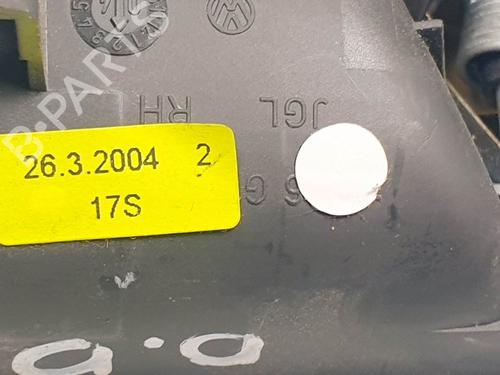 B-PARTS
26.3.2004 2
17S
RH
JGL
G
D.D